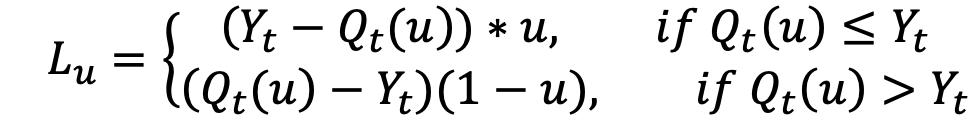 L_u = { (Y_t − Q_t(u)) * u, if Q_t(u) ≤ Y_t
(Q_t(u) − Y_t)(1 − u), if Q_t(u) > Y_t